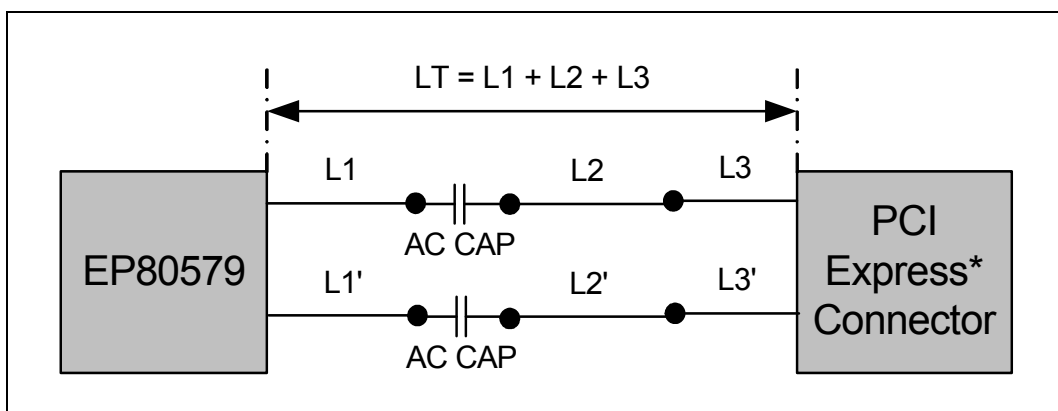 LT = L1 + L2 + L3
L1
L2
L3
AC CAP
EP80579
PCI
Express*
Connector
L1'
L2'
L3'
AC CAP